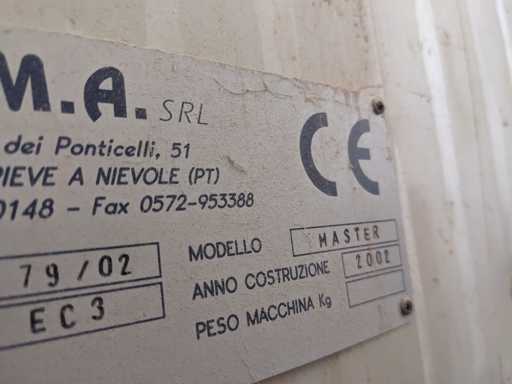 M.A. SRL
dei Ponticelli, 51
PIEVE A NIEVOLE (PT)
0148 - Fax 0572-953388
CE
79/02
EC3
MODELLO MASTER
ANNO COSTRUZIONE 2002
PESO MACCHINA Kg